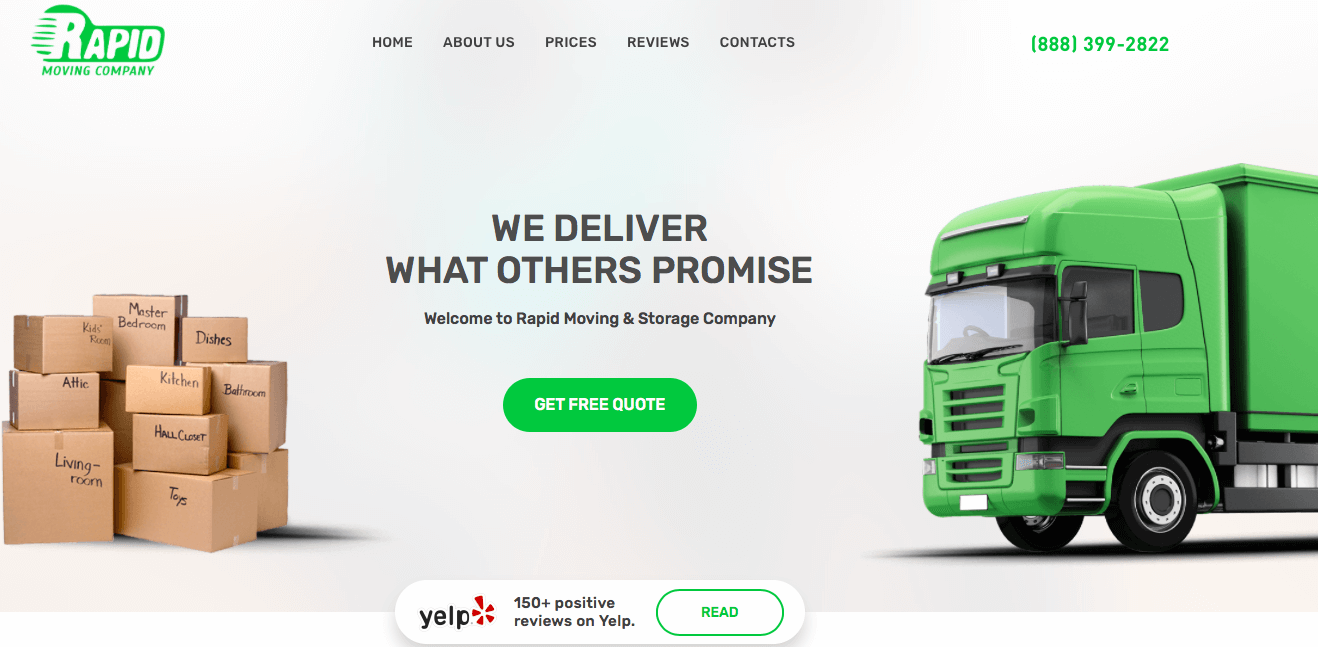 RAPID
MOVING COMPANY
HOME ABOUT US PRICES REVIEWS CONTACTS
(888) 399-2822
WE DELIVER
WHAT OTHERS PROMISE
Welcome to Rapid Moving & Storage Company
GET FREE QUOTE
Master
Bedroom
Kids'
Room
Dishes
Attic
Kitchen
Bathroom
Hall Closet
Living-
room
Toys
yelp
150+ positive
reviews on Yelp.
READ